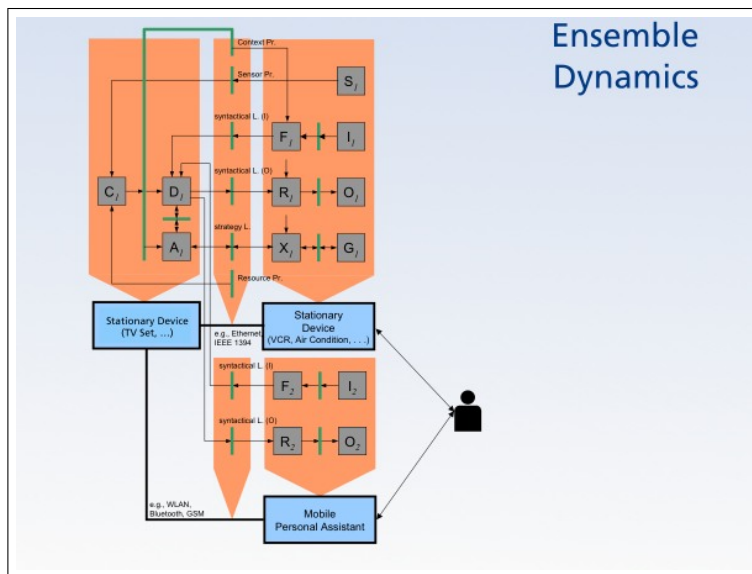 Ensemble
Dynamics
Context Pr.
Sensor Pr.
S1
syntactical L. (I)
F1
I1
syntactical L. (O)
C1
D1
R1
O1
strategy L.
A1
X1
G1
Resource Pr.
Stationary Device
(TV Set, ...)
e.g., Ethernet,
IEEE 1394
Stationary
Device
(VCR, Air Condition, . . .)
syntactical L. (I)
F2
I2
syntactical L. (O)
R2
O2
e.g., WLAN,
Bluetooth, GSM
Mobile
Personal Assistant